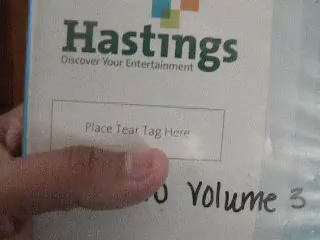 Hastings
Discover Your Entertainment
Place Tear Tag Here
Volume 3